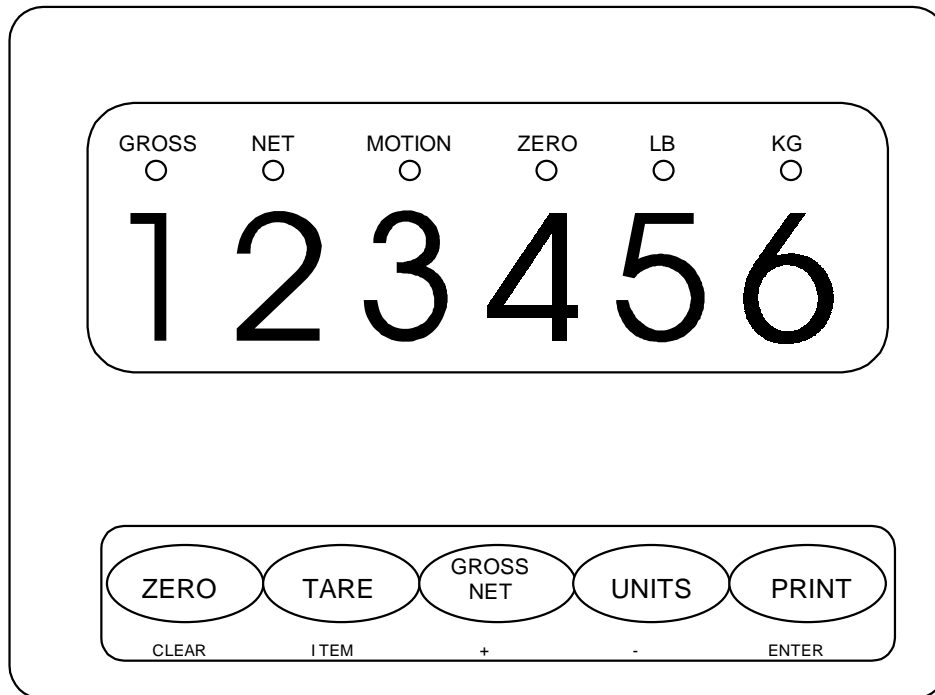 GROSS NET MOTION ZERO LB KG
123456
ZERO TARE GROSS NET UNITS PRINT
CLEAR ITEM + - ENTER